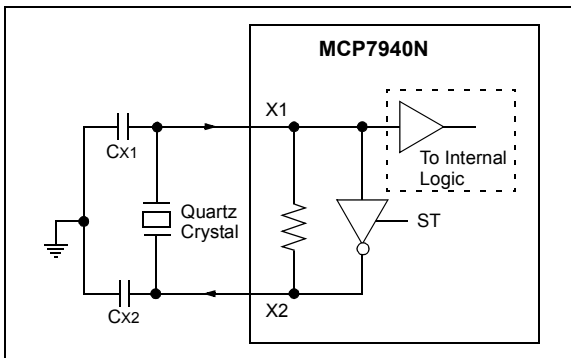 MCP7940N
X1
CX1
To Internal
Logic
Quartz
Crystal
ST
X2
CX2